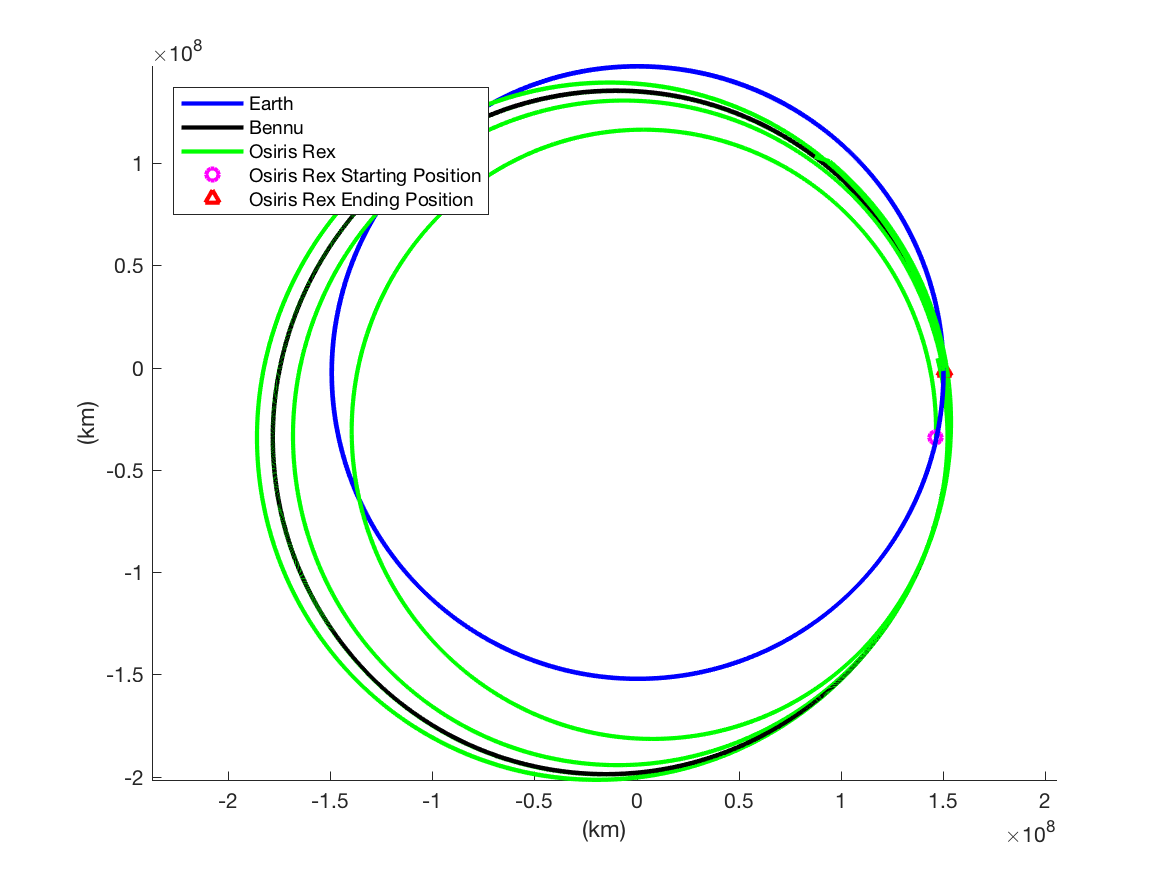 ×10⁸
Earth
Bennu
Osiris Rex
Osiris Rex Starting Position
Osiris Rex Ending Position
1
0.5
0
-0.5
-1
-1.5
-2
(km)
-2 -1.5 -1 -0.5 0 0.5 1 1.5 2
(km)
×10⁸